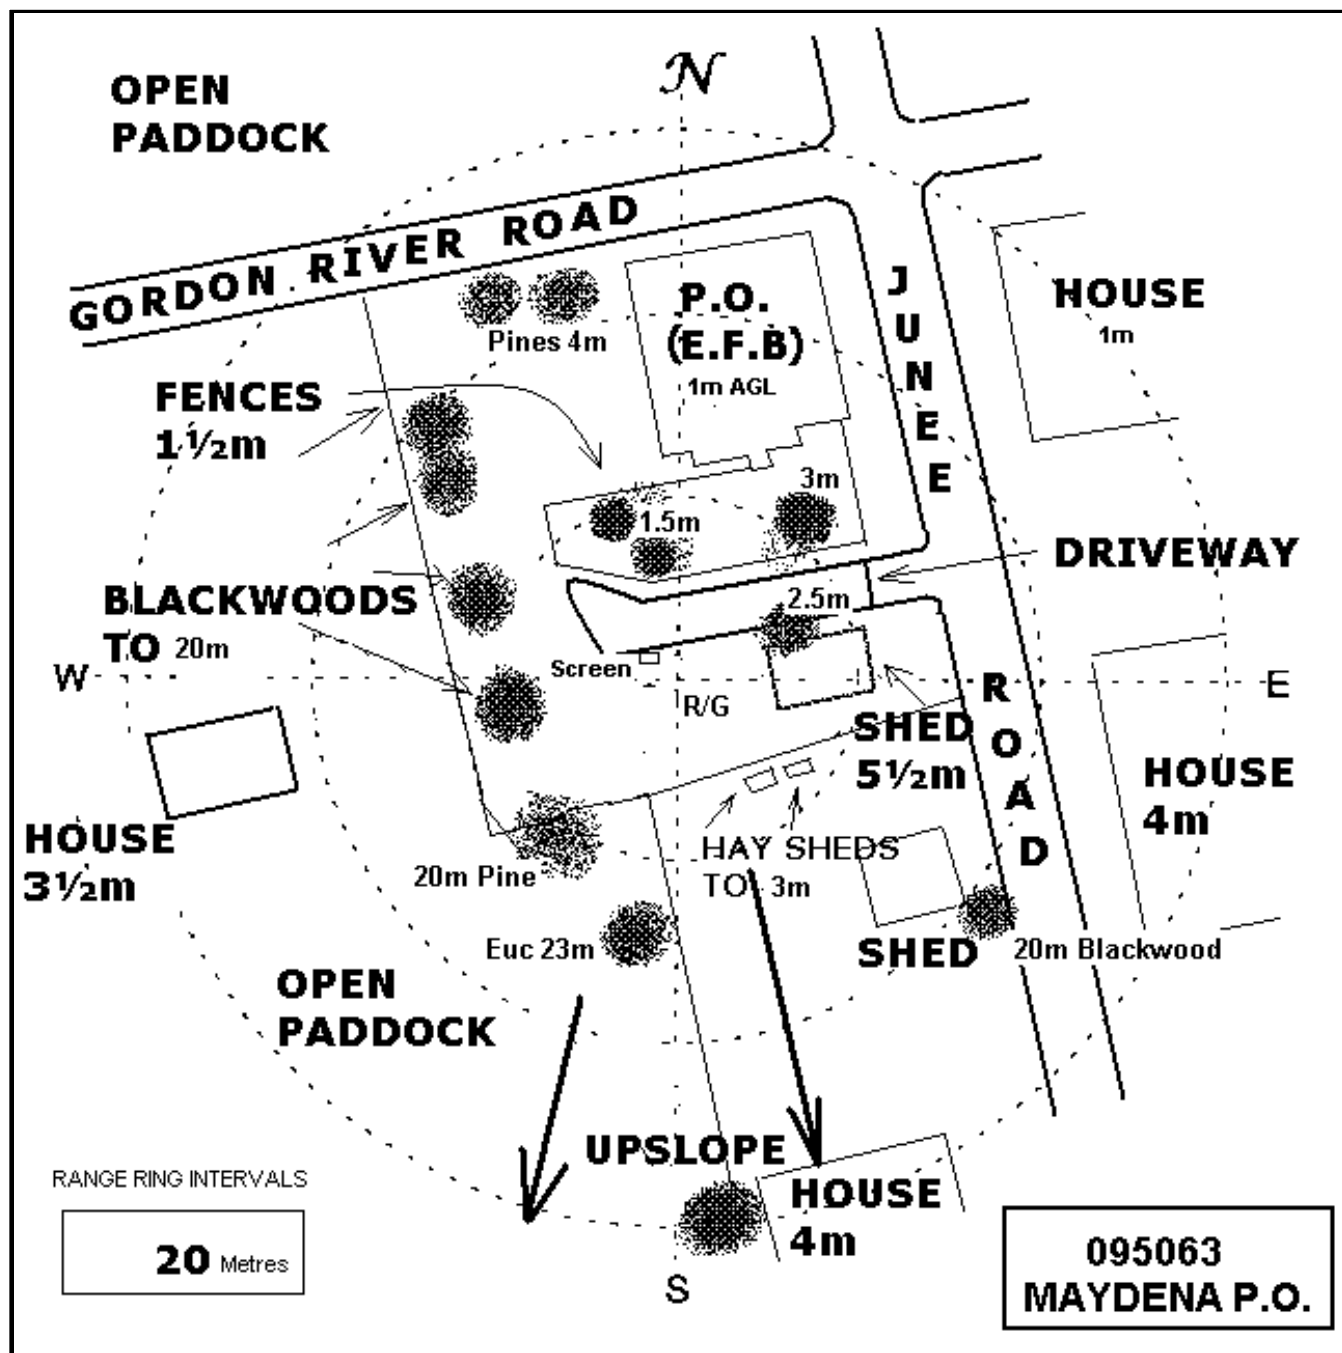 N
OPEN
PADDOCK
GORDON RIVER ROAD
P.O.
(E.F.B)
1m AGL
JUNEE
HOUSE
1m
Pines 4m
FENCES
1½m
3m
1.5m
DRIVEWAY
BLACKWOODS
TO 20m
2.5m
Screen
W
R/G
E
ROAD
SHED
5½m
HOUSE
4m
HOUSE
3½m
HAY SHEDS
TO 3m
20m Pine
Euc 23m
SHED
20m Blackwood
OPEN
PADDOCK
UPSLOPE
HOUSE
4m
S
RANGE RING INTERVALS
20 Metres
095063
MAYDENA P.O.